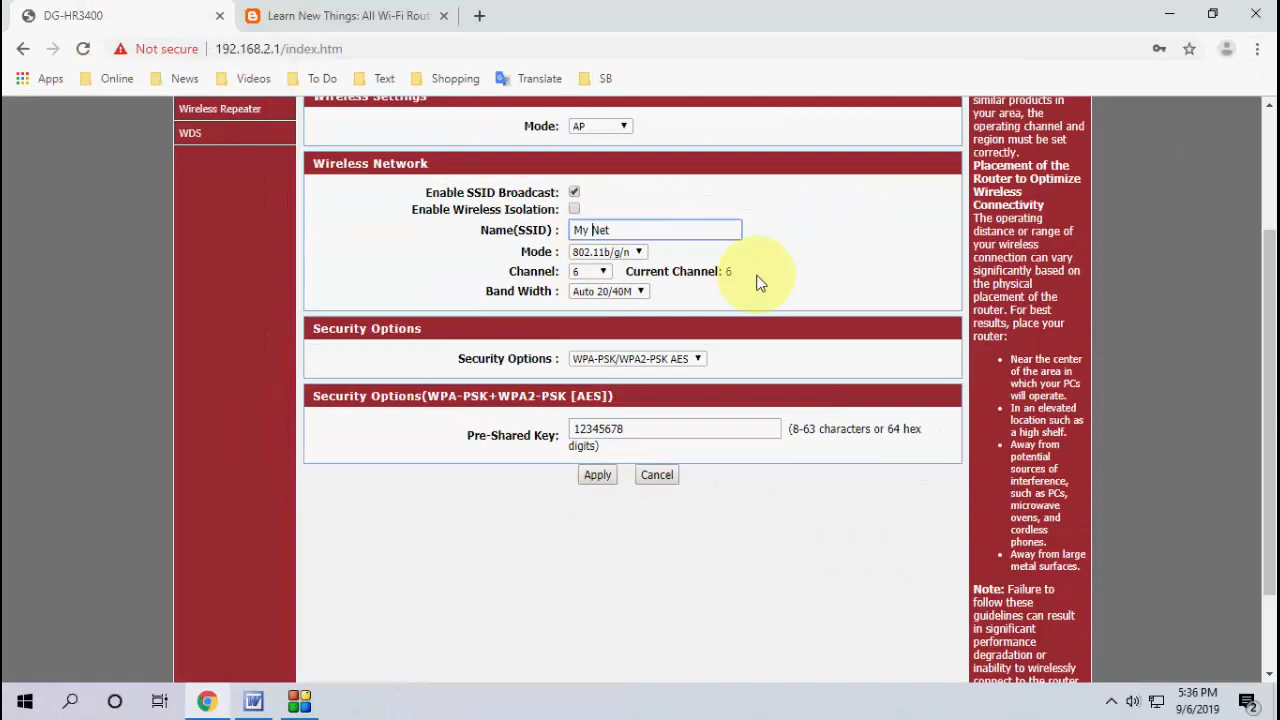 DG-HR3400
Learn New Things: All Wi-Fi Rout
Not secure
192.168.2.1/index.htm
Apps
Online
News
Videos
To Do
Text
Shopping
Translate
SB
Wireless Repeater
WDS
Wireless Settings
Mode: AP
Wireless Network
Enable SSID Broadcast:
Enable Wireless Isolation:
Name(SSID) : My Net
Mode : 802.11b/g/n
Channel: 6 Current Channel: 6
Band Width : Auto 20/40M
Security Options
Security Options : WPA-PSK/WPA2-PSK AES
Security Options(WPA-PSK+WPA2-PSK [AES])
Pre-Shared Key: 12345678 (8-63 characters or 64 hex
digits)
Apply
Cancel
similar products in
your area, the
operating channel and
region must be set
correctly.
Placement of the
Router to Optimize
Wireless
Connectivity
The operating
distance or range of
your wireless
connection can vary
significantly based on
the physical
placement of the
router. For best
results, place your
router:
Near the center
of the area in
which your PCs
will operate.
In an elevated
location such as
a high shelf.
Away from
potential
sources of
interference,
such as PCs,
microwave
ovens, and
cordless
phones.
Away from large
metal surfaces.
Note: Failure to
follow these
guidelines can result
in significant
performance
degradation or
inability to wirelessly
connect to the router
5:36 PM
9/6/2019
2